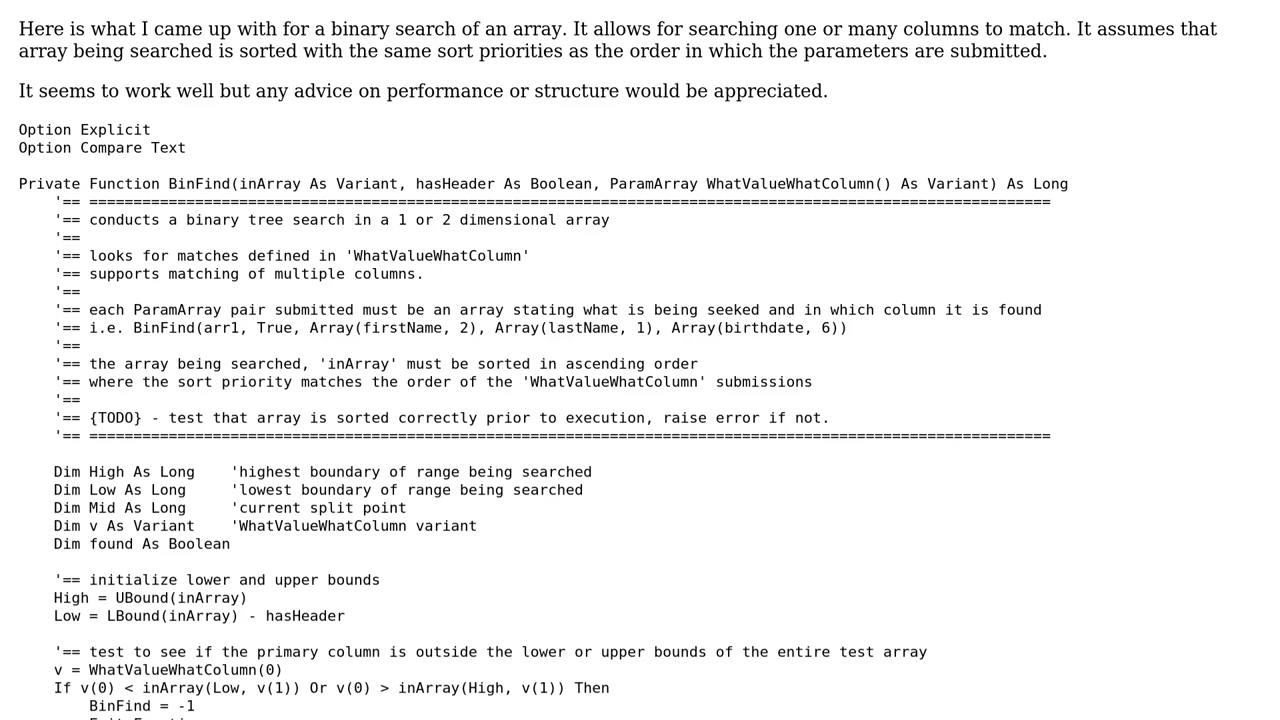 Here is what I came up with for a binary search of an array. It allows for searching one or many columns to match. It assumes that
array being searched is sorted with the same sort priorities as the order in which the parameters are submitted.
It seems to work well but any advice on performance or structure would be appreciated.
Option Explicit
Option Compare Text
Private Function BinFind(inArray As Variant, hasHeader As Boolean, ParamArray WhatValueWhatColumn() As Variant) As Long
'== =============================================================================================================
'== conducts a binary tree search in a 1 or 2 dimensional array
'==
'== looks for matches defined in 'WhatValueWhatColumn'
'== supports matching of multiple columns.
'==
'== each ParamArray pair submitted must be an array stating what is being seeked and in which column it is found
'== i.e. BinFind(arr1, True, Array(firstName, 2), Array(lastName, 1), Array(birthdate, 6))
'==
'== the array being searched, 'inArray' must be sorted in ascending order
'== where the sort priority matches the order of the 'WhatValueWhatColumn' submissions
'==
'== {TODO} - test that array is sorted correctly prior to execution, raise error if not.
'== =============================================================================================================
Dim High As Long    'highest boundary of range being searched
Dim Low As Long     'lowest boundary of range being searched
Dim Mid As Long     'current split point
Dim v As Variant    'WhatValueWhatColumn variant
Dim found As Boolean
'== initialize lower and upper bounds
High = UBound(inArray)
Low = LBound(inArray) - hasHeader
'== test to see if the primary column is outside the lower or upper bounds of the entire test array
v = WhatValueWhatColumn(0)
If v(0) < inArray(Low, v(1)) Or v(0) > inArray(High, v(1)) Then
BinFind = -1